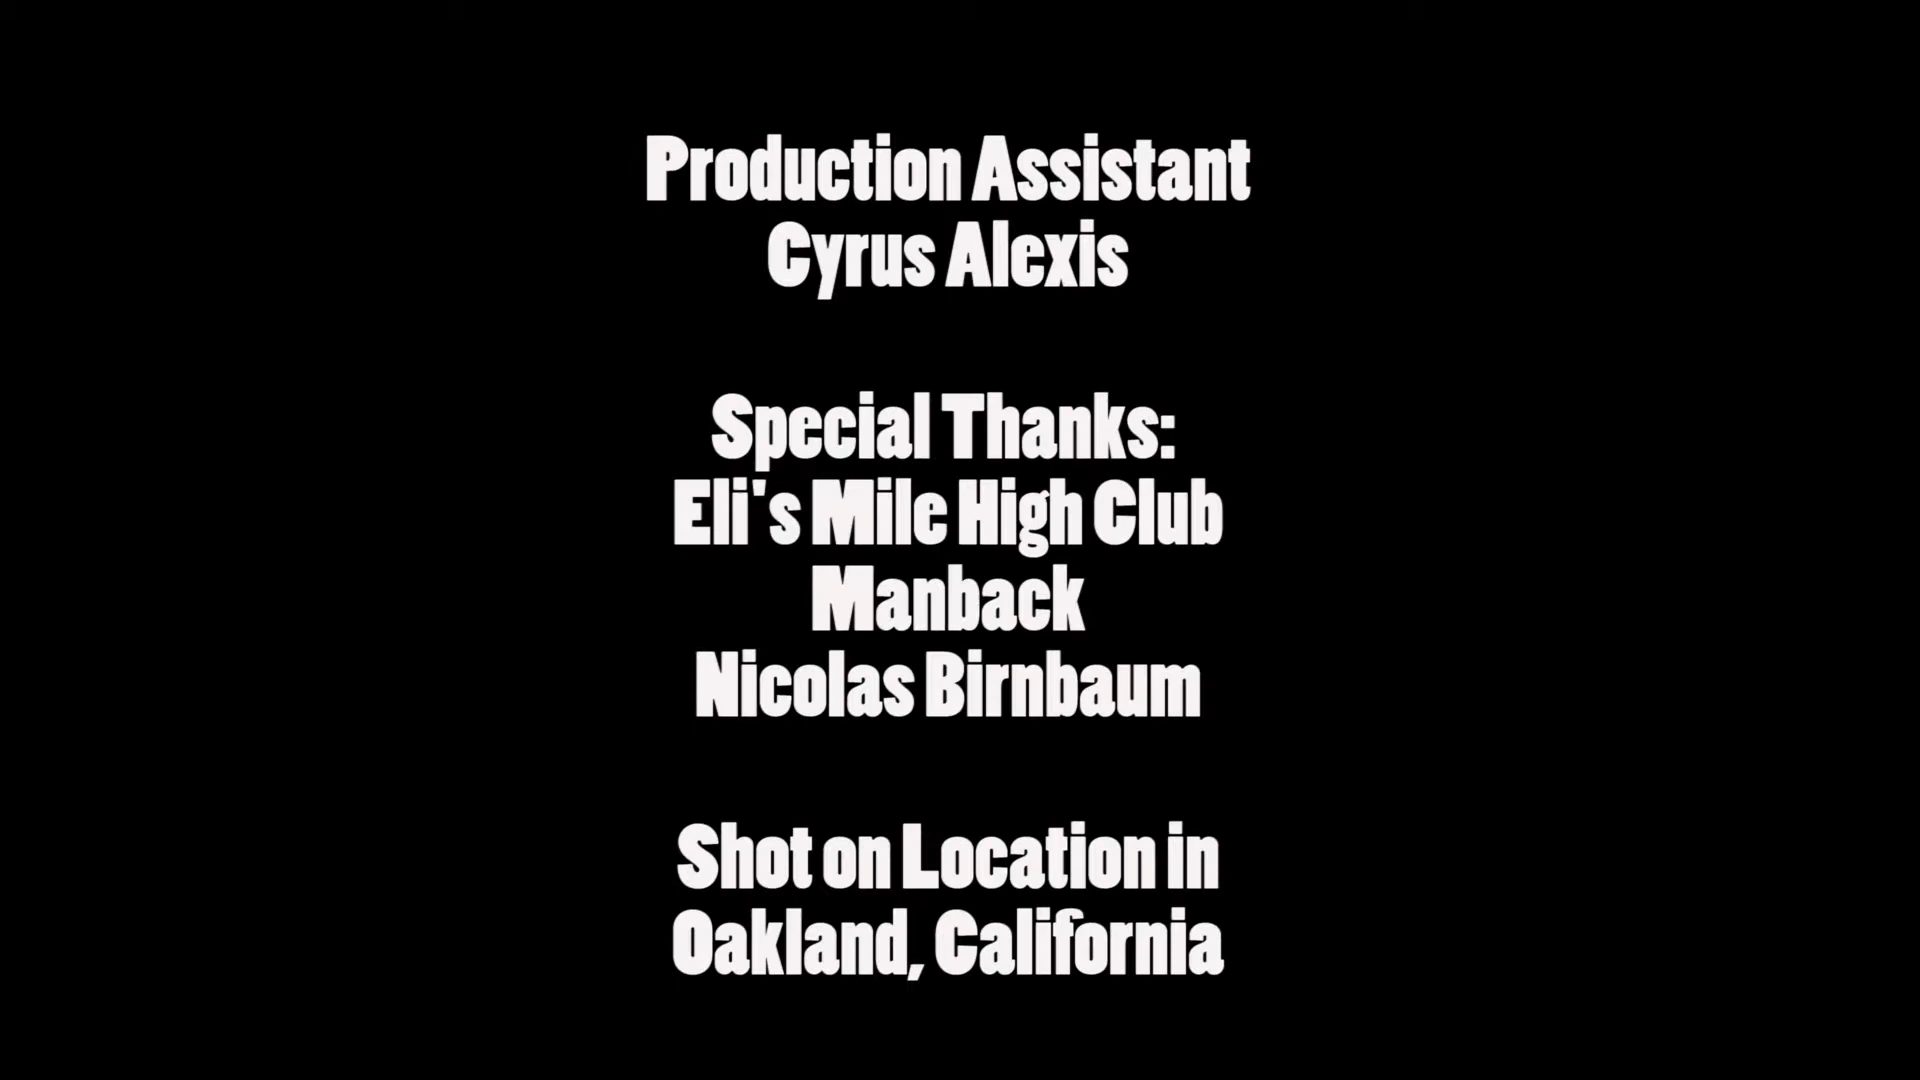 Production Assistant
Cyrus Alexis
Special Thanks:
Eli's Mile High Club
Manback
Nicolas Birnbaum
Shot on Location in
Oakland, California